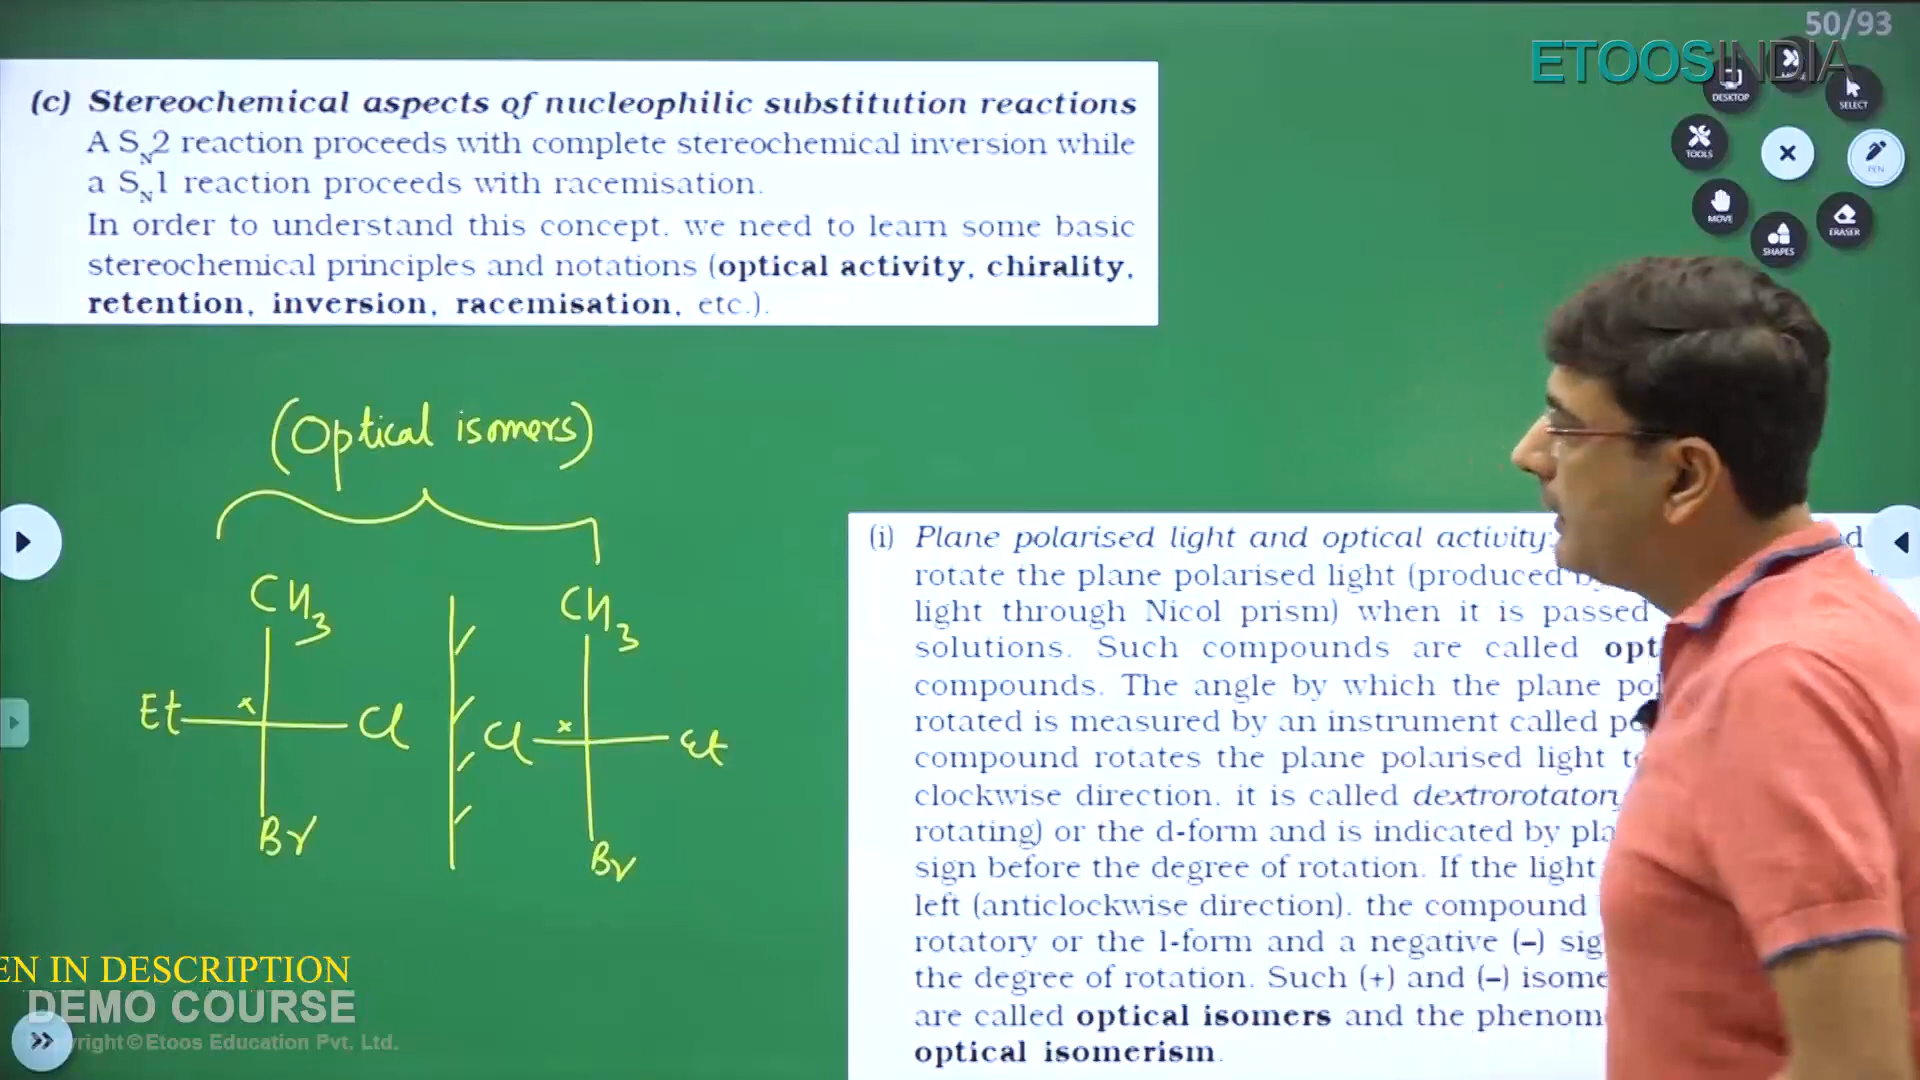 50/93
ETOOSINDIA
DESKTOP
SELECT
TOOLS
PEN
MOVE
ERASER
SHAPES
(c) Stereochemical aspects of nucleophilic substitution reactions
A SN2 reaction proceeds with complete stereochemical inversion while
a SN1 reaction proceeds with racemisation.
In order to understand this concept, we need to learn some basic
stereochemical principles and notations (optical activity, chirality,
retention, inversion, racemisation, etc.).
(Optical isomers)
CH3
CH3
Et x Cl
Cl x Et
Br
Br
(i) Plane polarised light and optical activity:
rotate the plane polarised light (produced
light through Nicol prism) when it is passed
solutions. Such compounds are called
compounds. The angle by which the plane
rotated is measured by an instrument called
compound rotates the plane polarised light
clockwise direction, it is called dextrorotatory
rotating) or the d-form and is indicated by
sign before the degree of rotation. If the light
left (anticlockwise direction), the compound
rotatory or the l-form and a negative (–)
the degree of rotation. Such (+) and (–)
are called optical isomers and the
optical isomerism.
EN IN DESCRIPTION
DEMO COURSE
right©Etoos Education Pvt. Ltd.